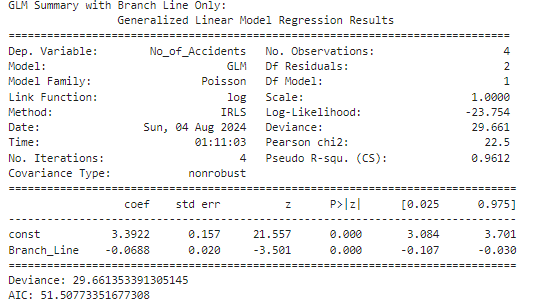 GLM Summary with Branch Line Only:
                 Generalized Linear Model Regression Results
==============================================================================
Dep. Variable:        No_of_Accidents   No. Observations:                    4
Model:                            GLM   Df Residuals:                        2
Model Family:                 Poisson   Df Model:                            1
Link Function:                    log   Scale:                          1.0000
Method:                          IRLS   Log-Likelihood:                -23.754
Date:                Sun, 04 Aug 2024   Deviance:                       29.661
Time:                        01:11:03   Pearson chi2:                     22.5
No. Iterations:                     4   Pseudo R-squ. (CS):             0.9612
Covariance Type:            nonrobust
===============================================================================
                  coef    std err          z      P>|z|      [0.025      0.975]
-------------------------------------------------------------------------------
const           3.3922      0.157     21.557      0.000       3.084       3.701
Branch_Line    -0.0688      0.020     -3.501      0.000      -0.107      -0.030
===============================================================================
Deviance: 29.661353391305145
AIC: 51.50773351677308